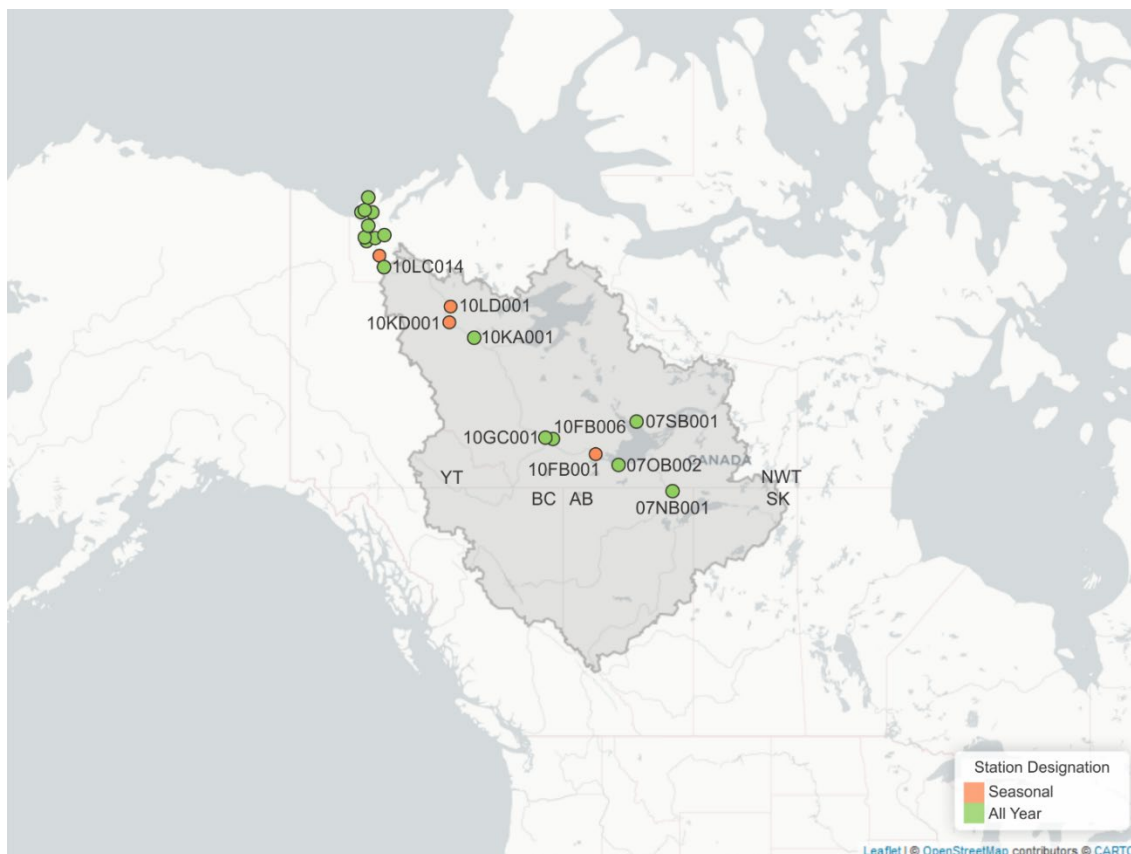 10LC014
10LD001
10KD001
10KA001
07SB001
10FB006
10GC001
CANADA
10FB001
07OB002
YT
NWT
BC AB
SK
07NB001
Station Designation
Seasonal
All Year
Leaflet | © OpenStreetMap contributors © CARTO